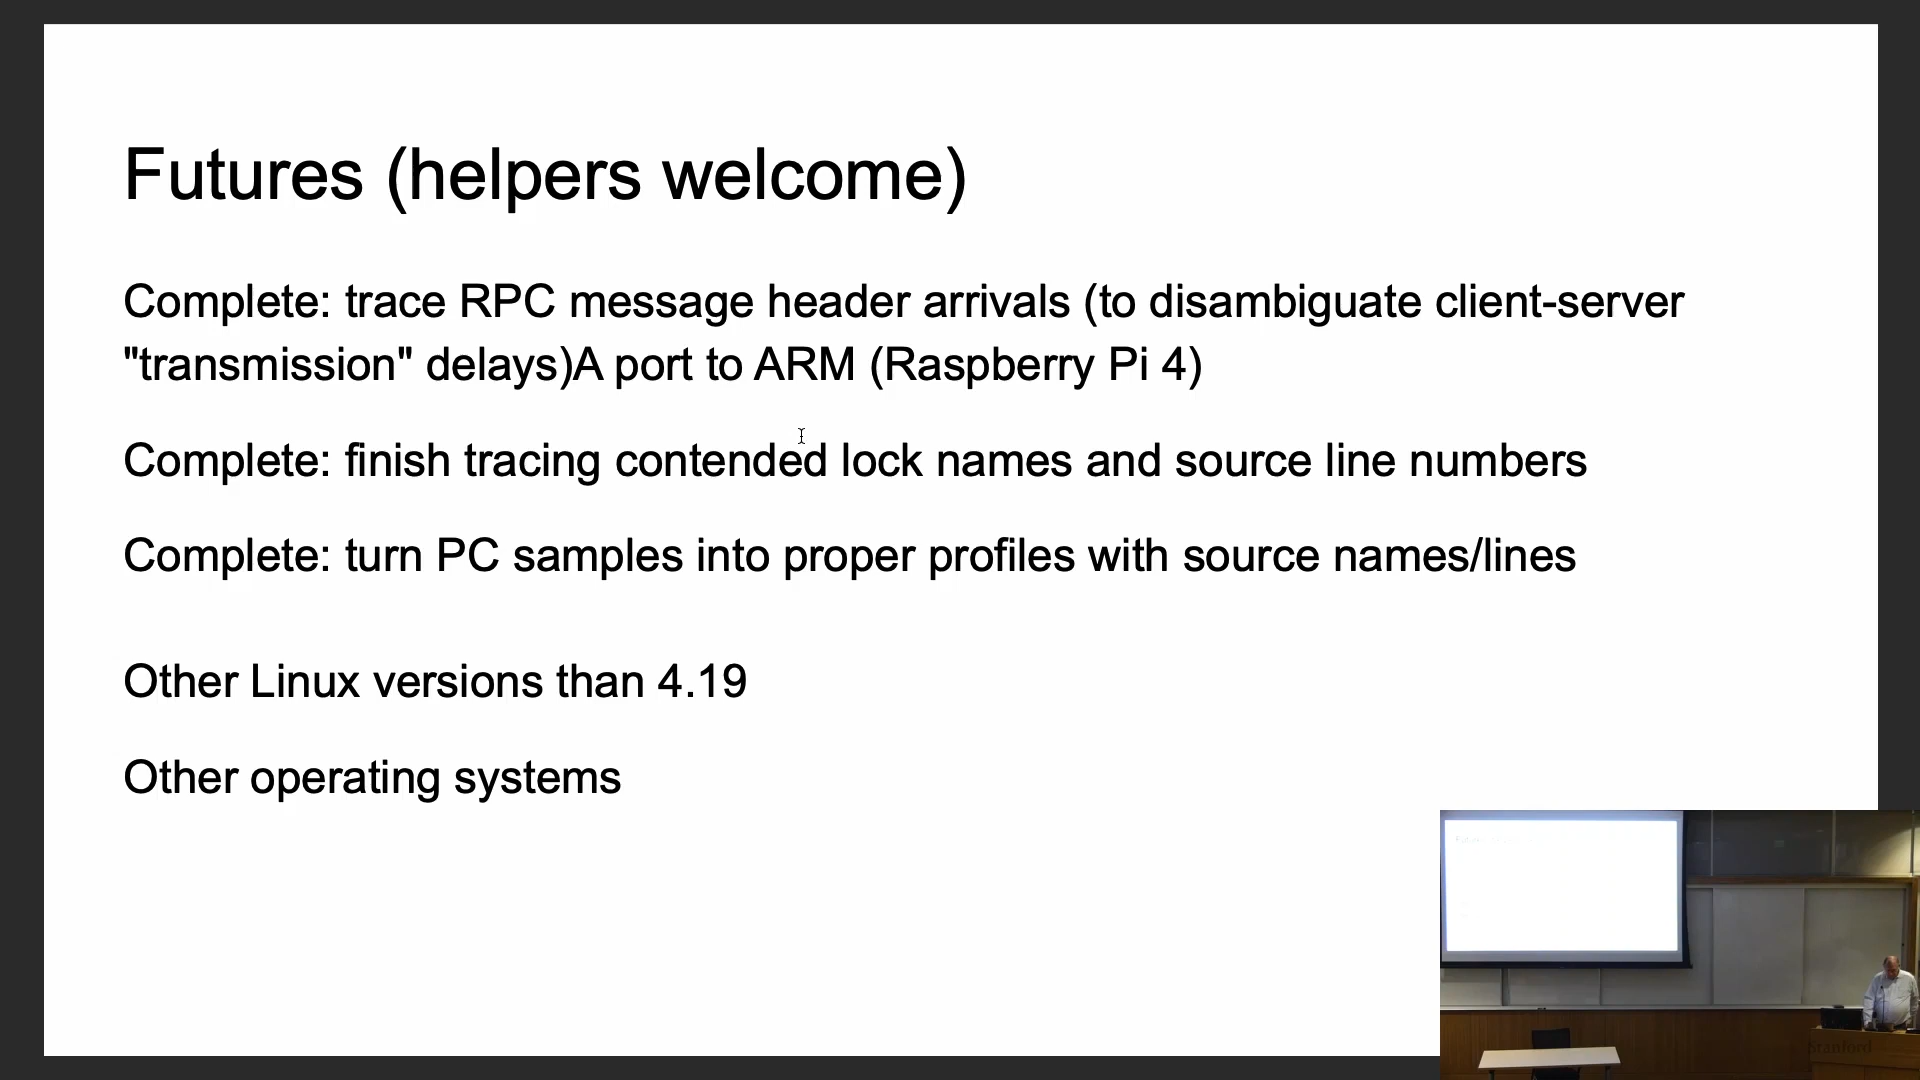 Futures (helpers welcome)
Complete: trace RPC message header arrivals (to disambiguate client-server
"transmission" delays)A port to ARM (Raspberry Pi 4)
Complete: finish tracing contended lock names and source line numbers
Complete: turn PC samples into proper profiles with source names/lines
Other Linux versions than 4.19
Other operating systems
Stanford